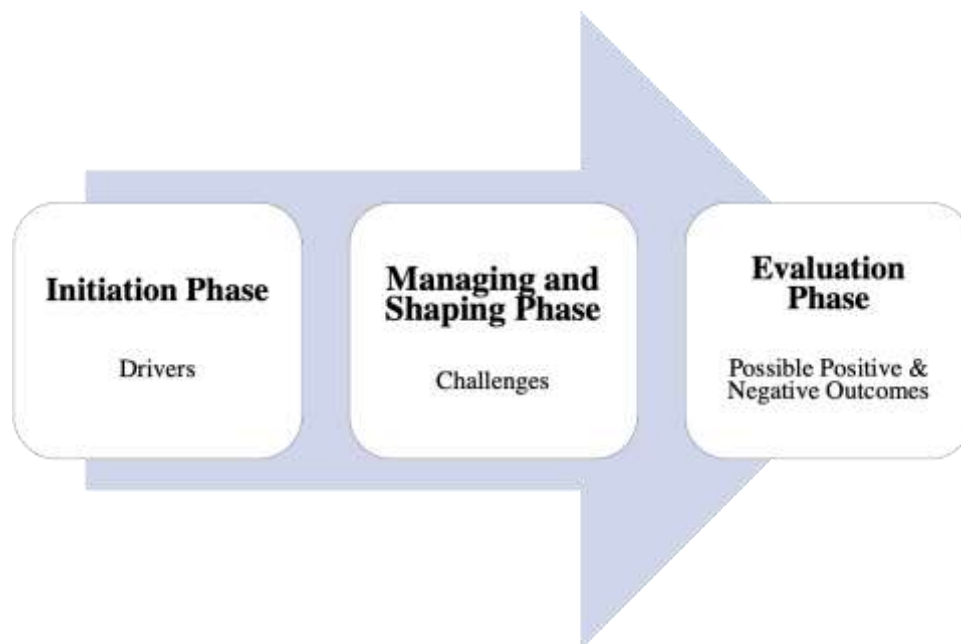 Initiation Phase
Drivers
Managing and
Shaping Phase
Challenges
Evaluation
Phase
Possible Positive &
Negative Outcomes